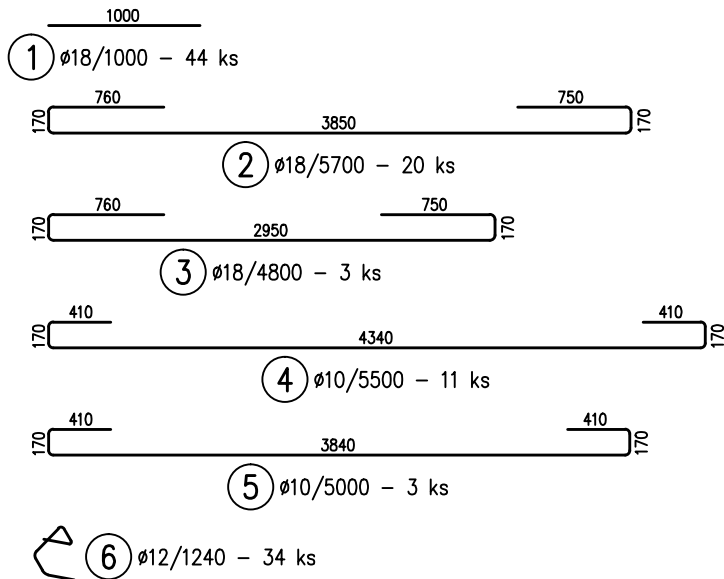 1000
1 ø18/1000 – 44 ks
760 750
170 3850 170
2 ø18/5700 – 20 ks
760 750
170 2950 170
3 ø18/4800 – 3 ks
410 410
170 4340 170
4 ø10/5500 – 11 ks
410 410
170 3840 170
5 ø10/5000 – 3 ks
6 ø12/1240 – 34 ks